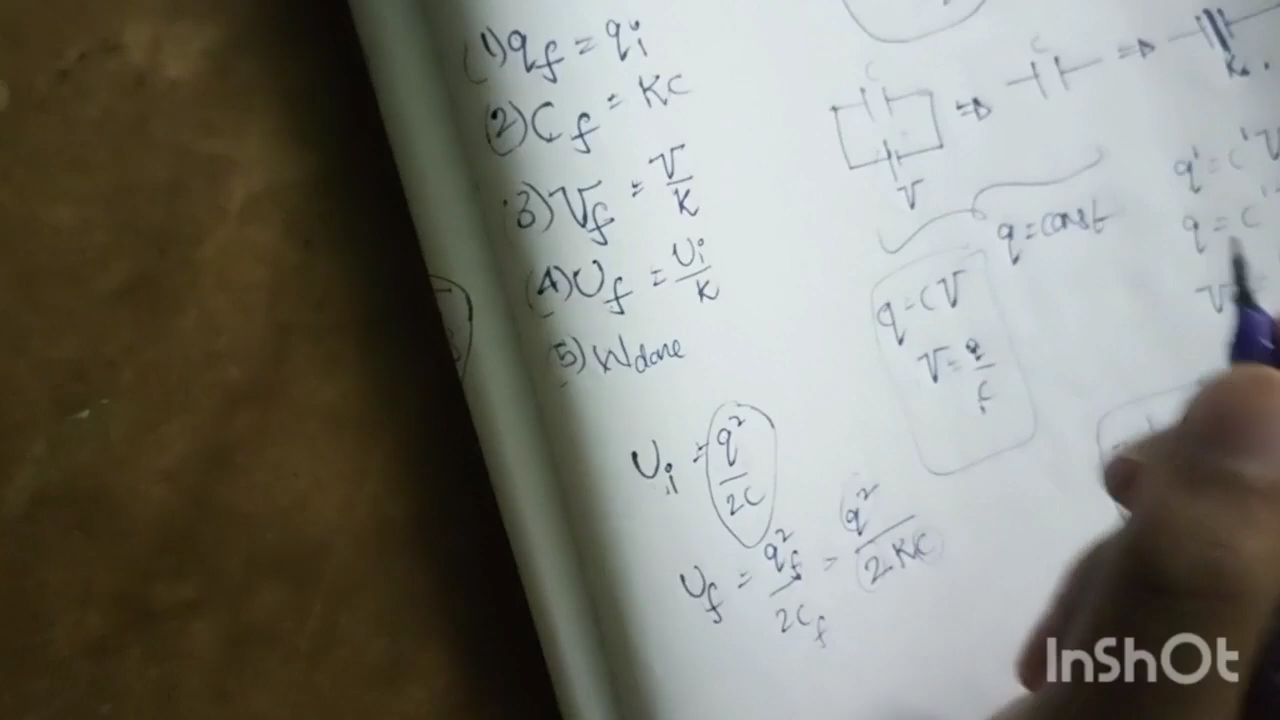 (1) qf = qi
(2) Cf = KC
3) Vf = V/K
(4) Uf = Ui/K
5) Wdone
Ui = q²/2C
Uf = qf²/2Cf = q²/2KC
C
V
C
⇒
⇒
q = const
q = CV
V = q/C
q' = C'V
q = C'
V
InShOt